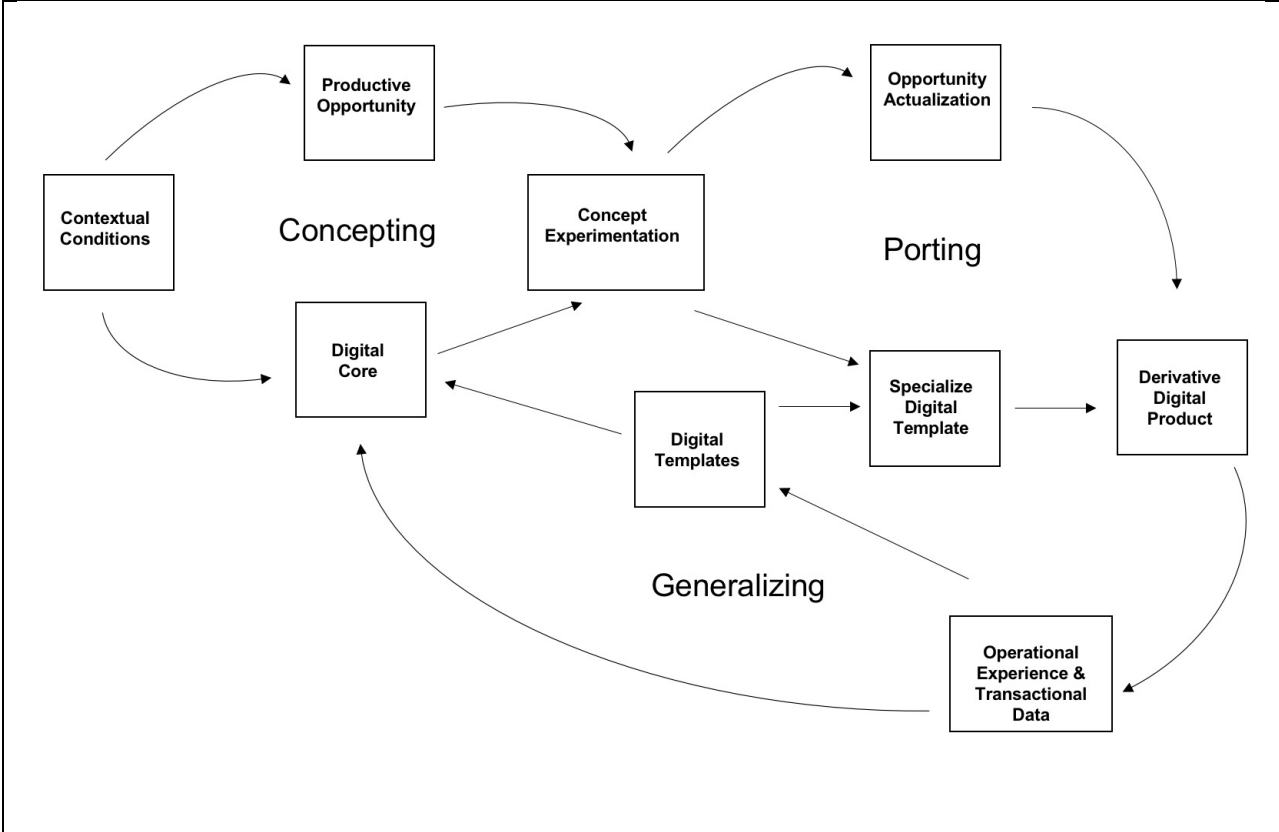 Productive
Opportunity
Opportunity
Actualization
Contextual
Conditions
Concepting
Concept
Experimentation
Porting
Digital
Core
Digital
Templates
Specialize
Digital
Template
Derivative
Digital
Product
Generalizing
Operational
Experience &
Transactional
Data